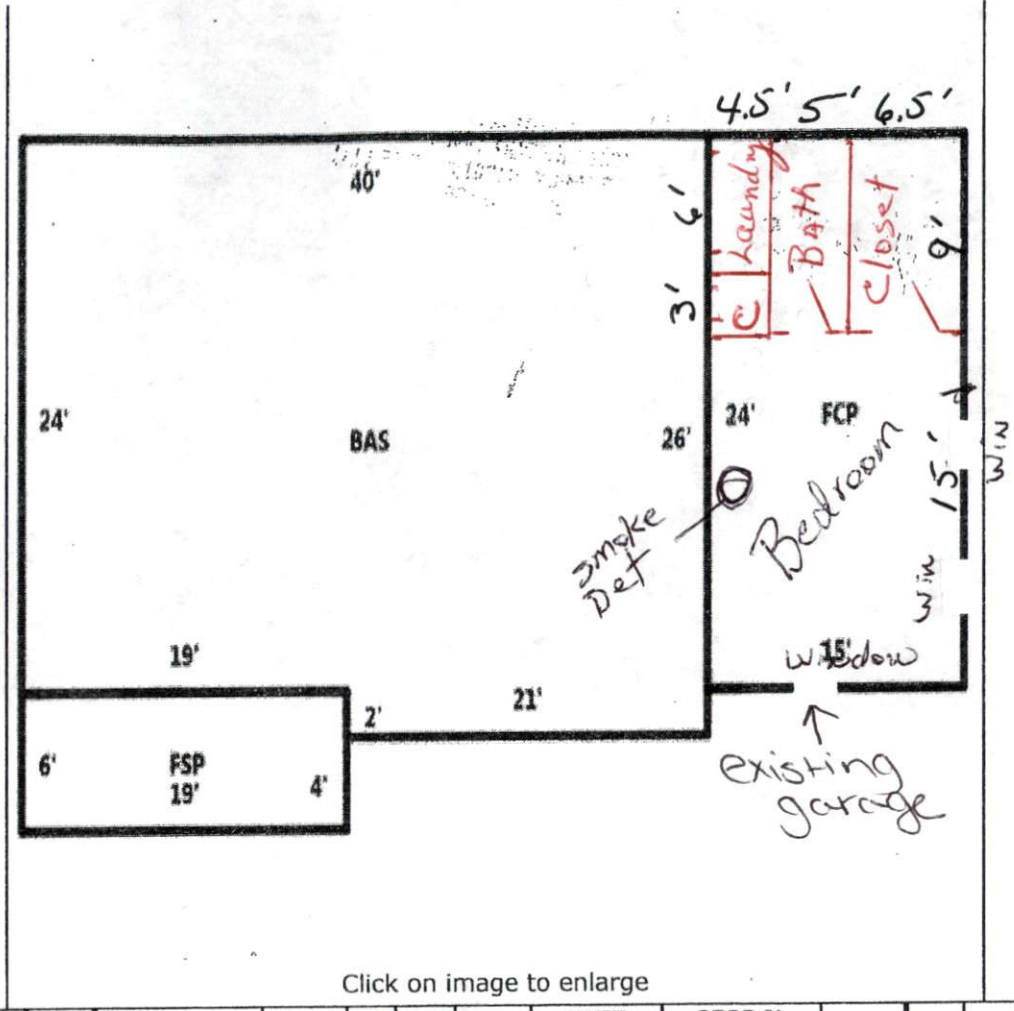 4.5' 5' 6.5'
40'
6'
Laundry
Bath
Closet
9'
3'
C
24'
BAS
26'
24'
FCP
15'
Win
Bedroom
smoke
Det
Win
19'
15'
window
2'
21'
6'
FSP
19'
4'
existing
garage
Click on image to enlarge